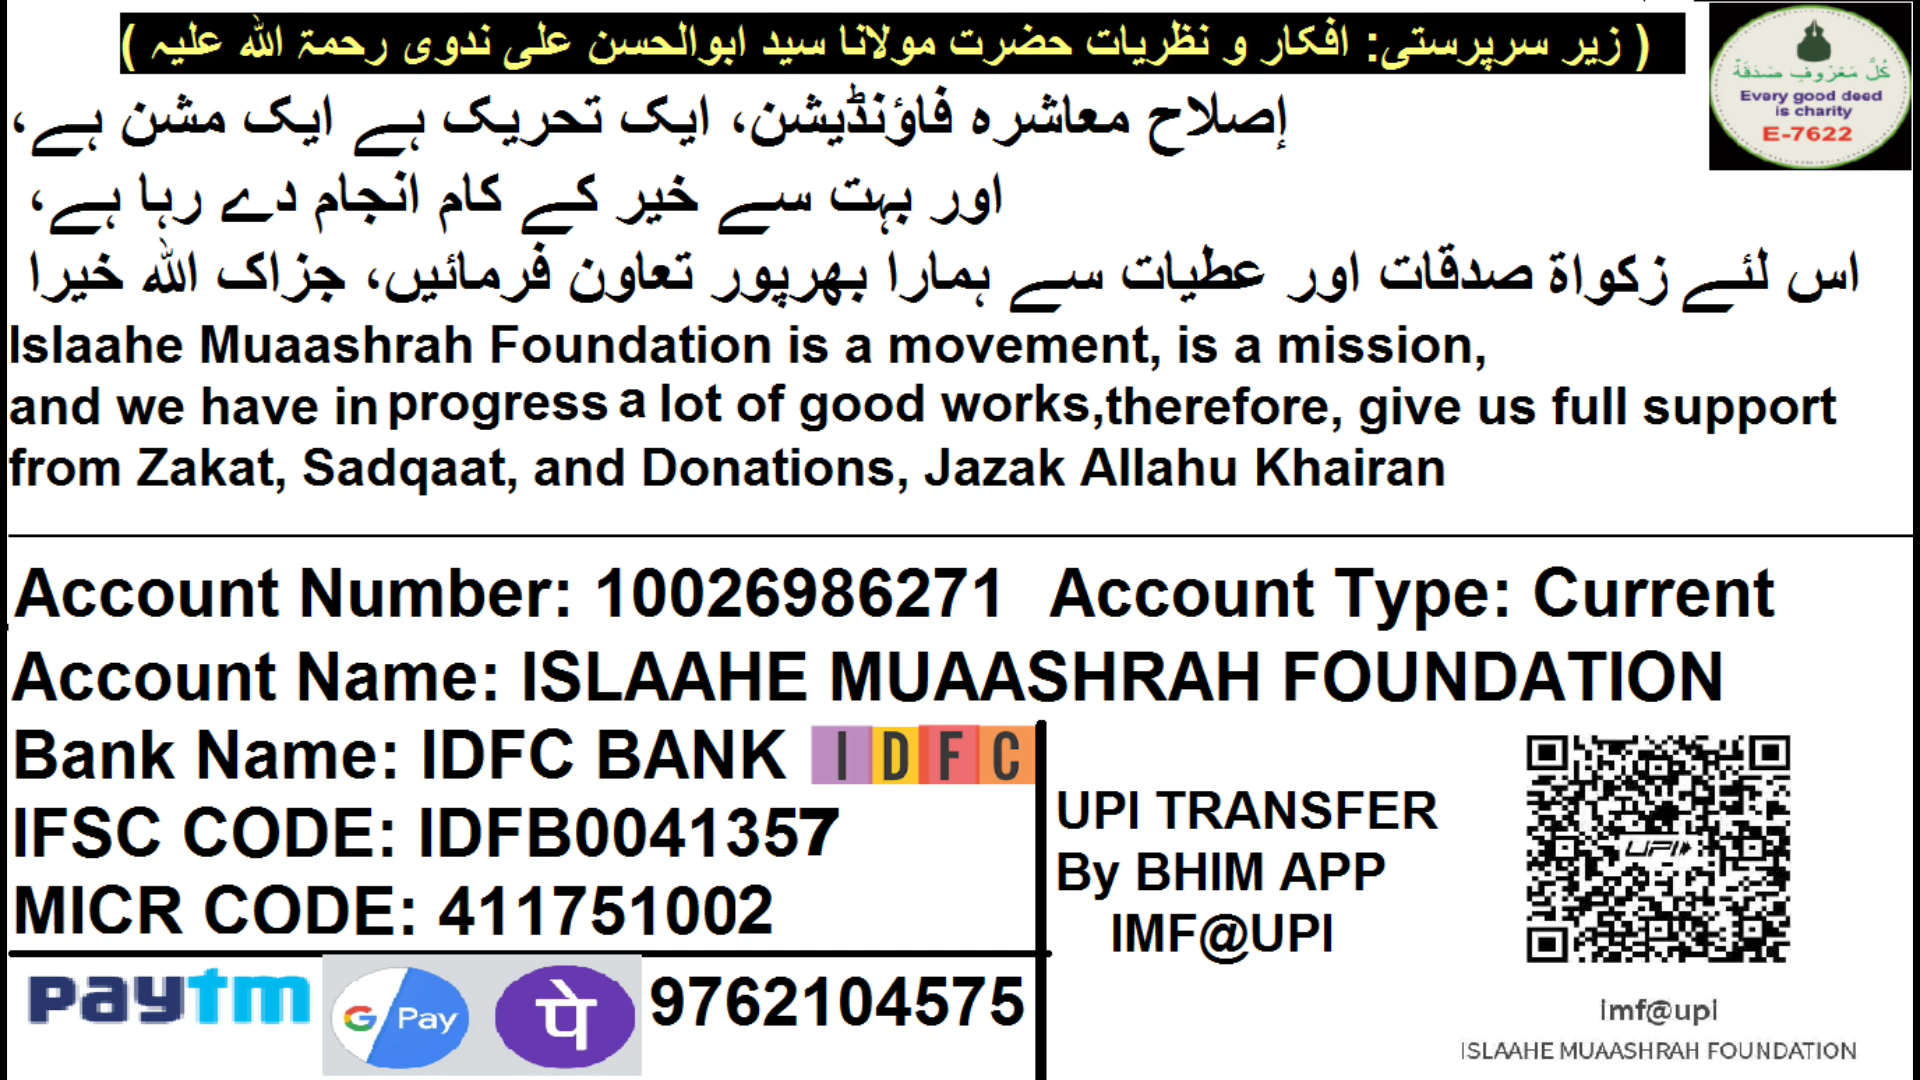 ( زیر سرپرستی: افکار و نظریات حضرت مولانا سید ابوالحسن علی ندوی رحمۃ اللہ علیہ )
كُلُّ مَعْرُوفٍ صَدَقَةٌ
Every good deed
is charity
E-7622
إصلاح معاشرہ فاؤنڈیشن، ایک تحریک ہے ایک مشن ہے،
اور بہت سے خیر کے کام انجام دے رہا ہے،
اس لئے زکواۃ صدقات اور عطیات سے ہمارا بھرپور تعاون فرمائیں، جزاک اللہ خیرا
Islaahe Muaashrah Foundation is a movement, is a mission,
and we have in progress a lot of good works,therefore, give us full support
from Zakat, Sadqaat, and Donations, Jazak Allahu Khairan
Account Number: 10026986271 Account Type: Current
Account Name: ISLAAHE MUAASHRAH FOUNDATION
Bank Name: IDFC BANK IDFC
IFSC CODE: IDFB0041357
MICR CODE: 411751002
UPI TRANSFER
By BHIM APP
IMF@UPI
UPI
imf@upi
ISLAAHE MUAASHRAH FOUNDATION
paytm G Pay पे 9762104575